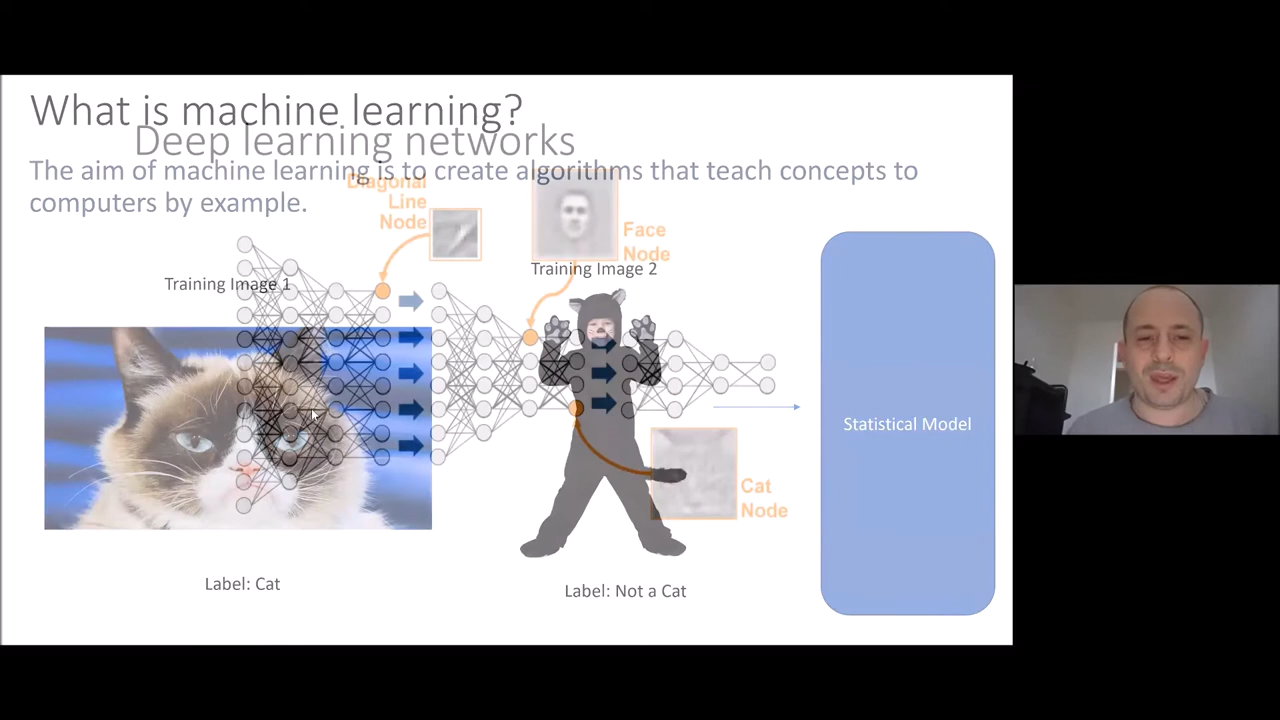 What is machine learning?
Deep learning networks
The aim of machine learning is to create algorithms that teach concepts to
computers by example.
Diagonal
Line
Node
Face
Node
Training Image 1
Training Image 2
Statistical Model
Cat
Node
Label: Cat
Label: Not a Cat